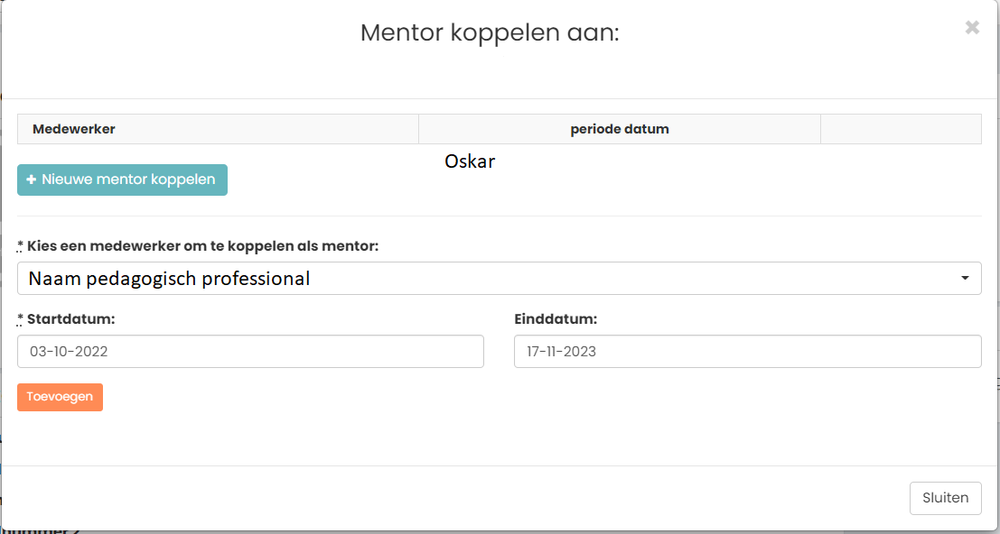 Mentor koppelen aan:
×
Medewerker periode datum
Oskar
+ Nieuwe mentor koppelen
* Kies een medewerker om te koppelen als mentor:
Naam pedagogisch professional
* Startdatum: Einddatum:
03-10-2022 17-11-2023
Toevoegen
Sluiten